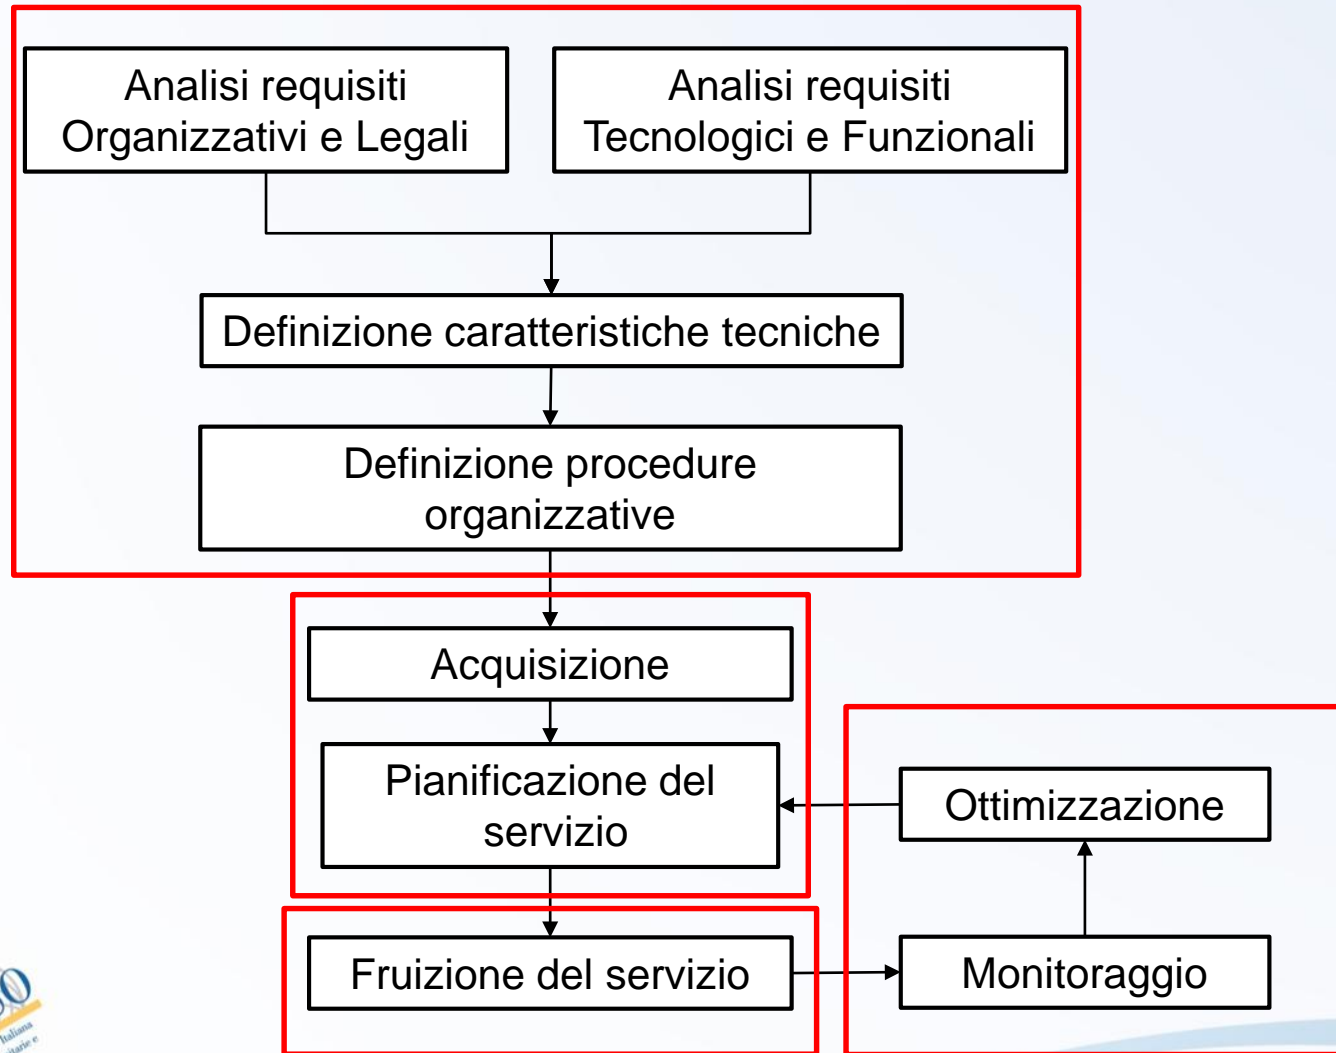 Analisi requisiti
Organizzativi e Legali
Analisi requisiti
Tecnologici e Funzionali
Definizione caratteristiche tecniche
Definizione procedure
organizzative
Acquisizione
Pianificazione del
servizio
Ottimizzazione
Fruizione del servizio
Monitoraggio
Italiana